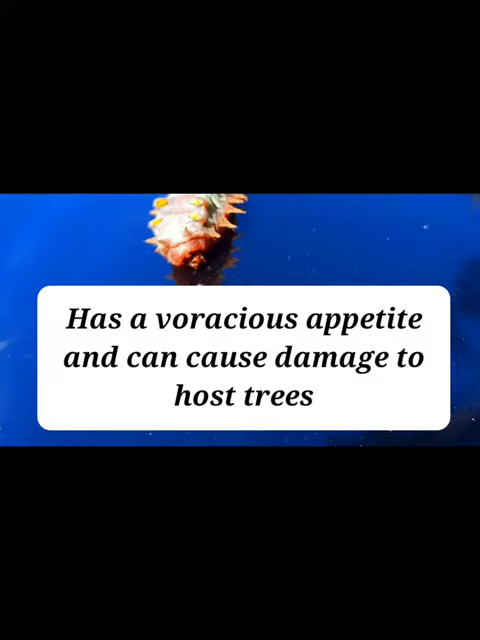 Has a voracious appetite
and can cause damage to
host trees